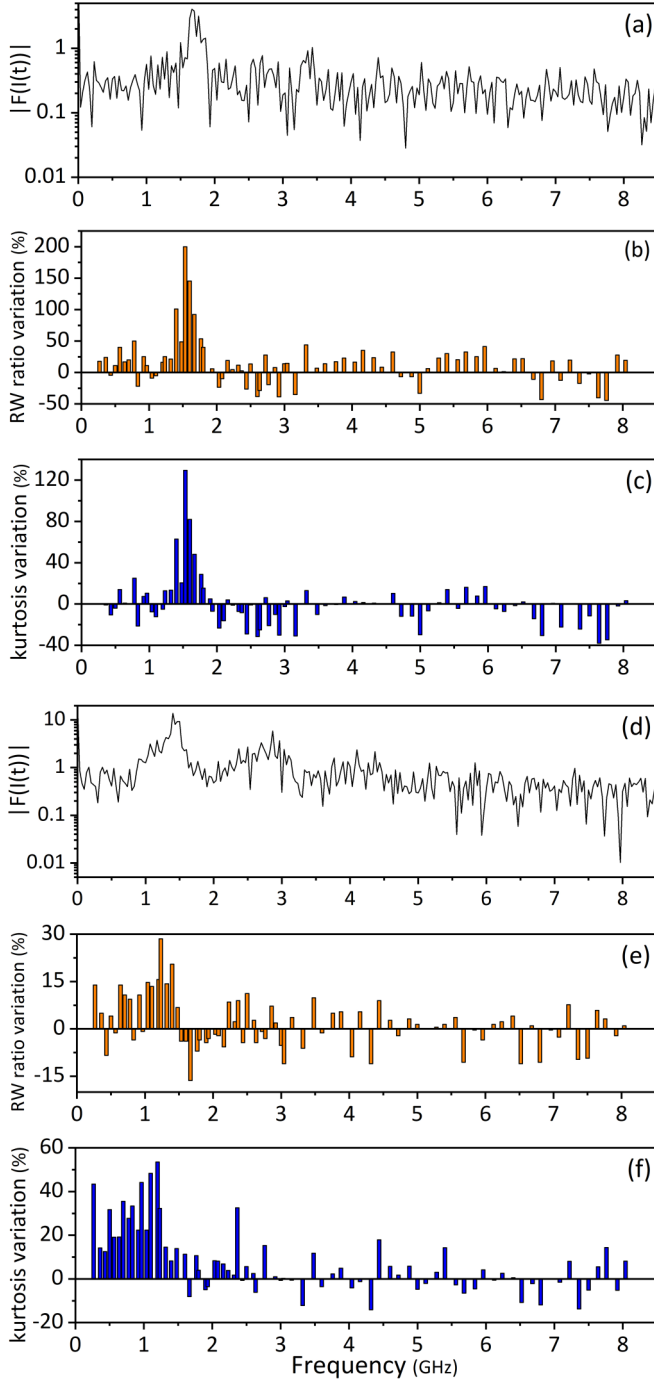 (a)
|F(I(t))|
1
0.1
0.01
0 1 2 3 4 5 6 7 8
(b)
RW ratio variation (%)
200
150
100
50
0
-50
0 1 2 3 4 5 6 7 8
(c)
kurtosis variation (%)
120
80
40
0
-40
0 1 2 3 4 5 6 7 8
(d)
|F(I(t))|
10
1
0.1
0.01
0 1 2 3 4 5 6 7 8
(e)
RW ratio variation (%)
30
15
0
-15
0 1 2 3 4 5 6 7 8
(f)
kurtosis variation (%)
60
40
20
0
-20
0 1 2 3 4 5 6 7 8
Frequency (GHz)